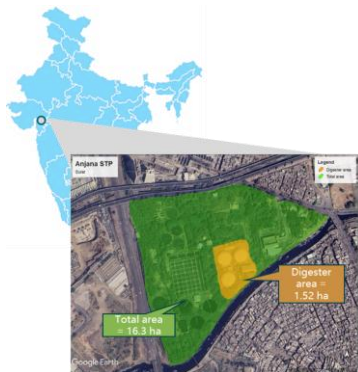 Anjana STP
Surat
Legend
Digester area
Total area
Digester
area =
1.52 ha
Total area
= 16.3 ha
Google Earth